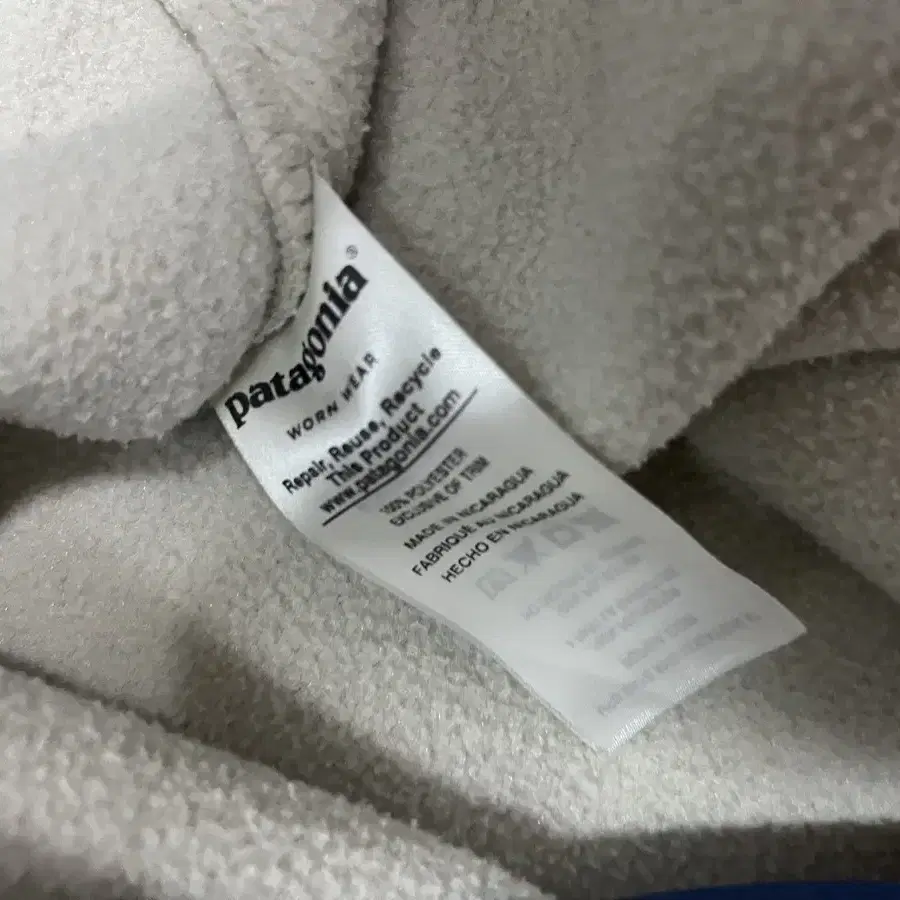 patagonia®
WORN WEAR
Repair, Reuse, Recycle
This Product
www.patagonia.com
100% POLYESTER
EXCLUSIVE OF TRIM
MADE IN NICARAGUA
FABRIQUE AU NICARAGUA
HECHO EN NICARAGUA